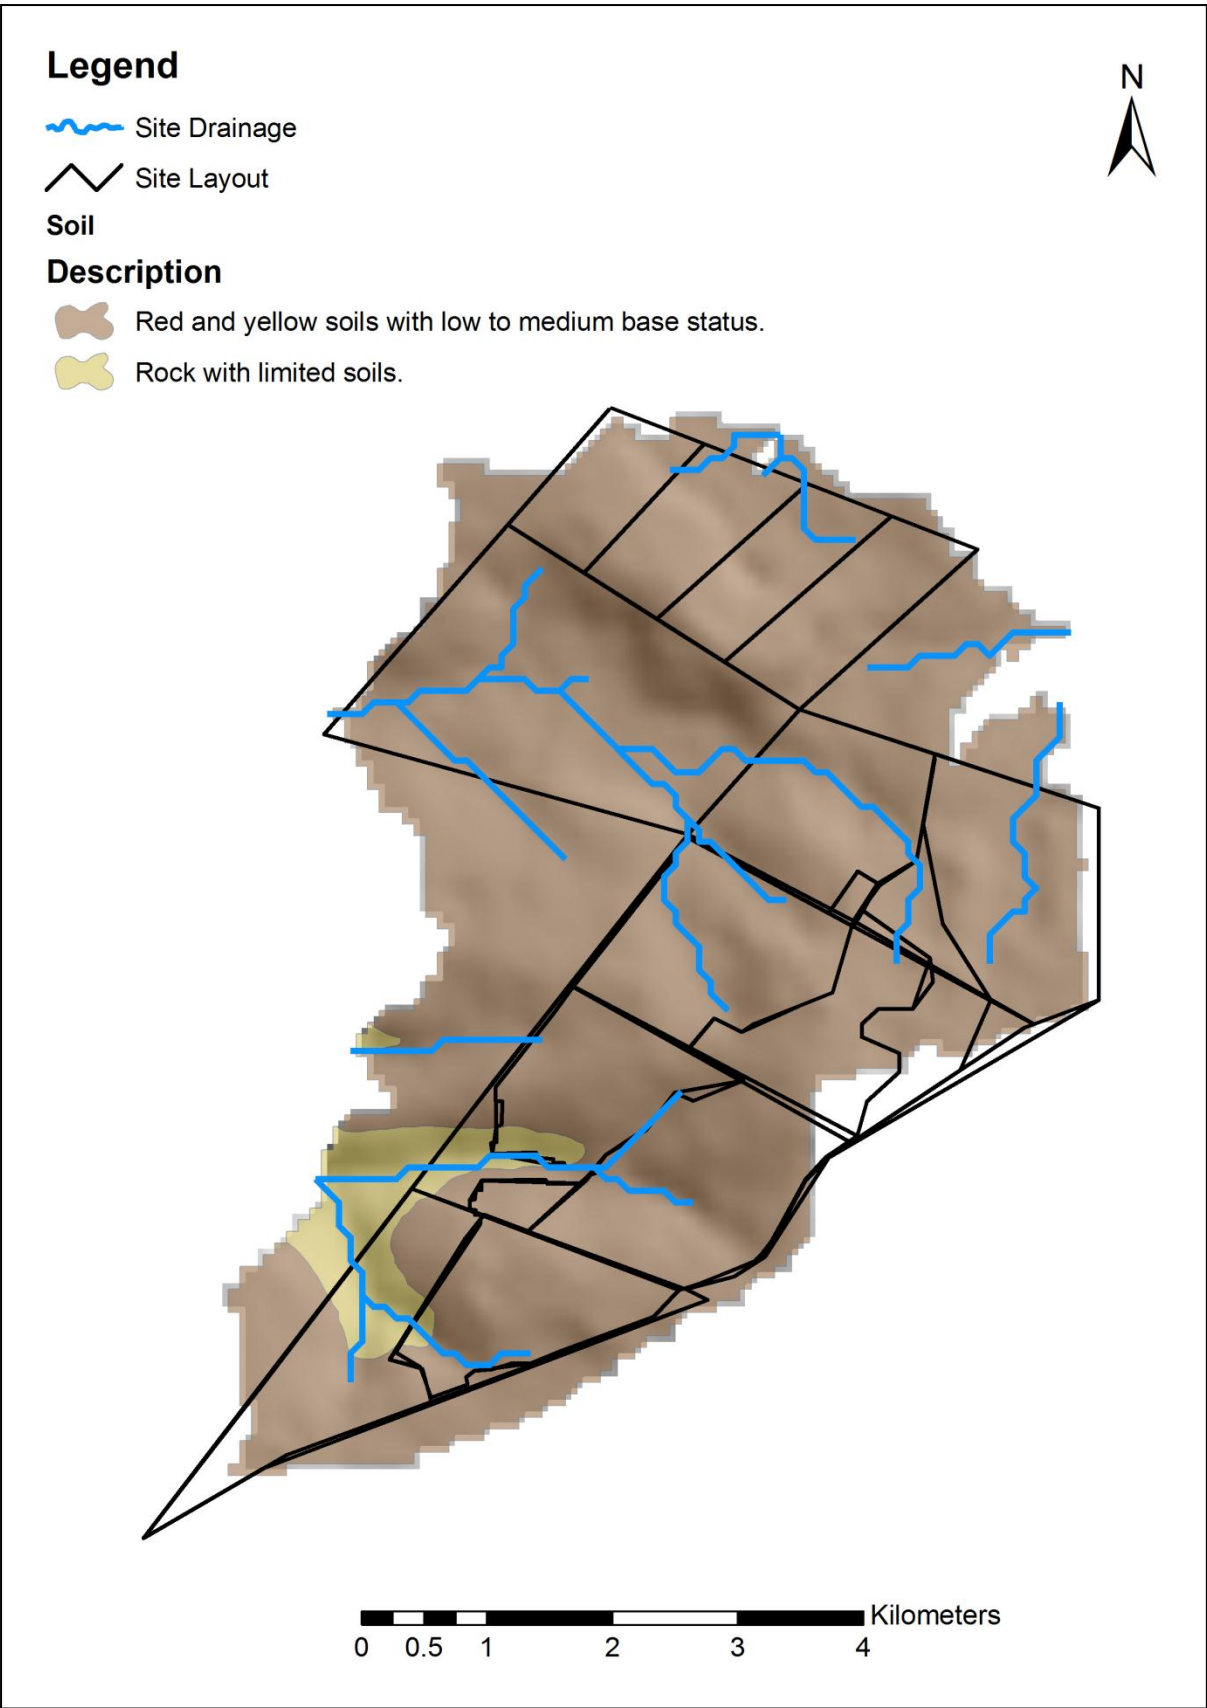 Legend
N
Site Drainage
Site Layout
Soil
Description
Red and yellow soils with low to medium base status.
Rock with limited soils.
Kilometers
0 0.5 1 2 3 4